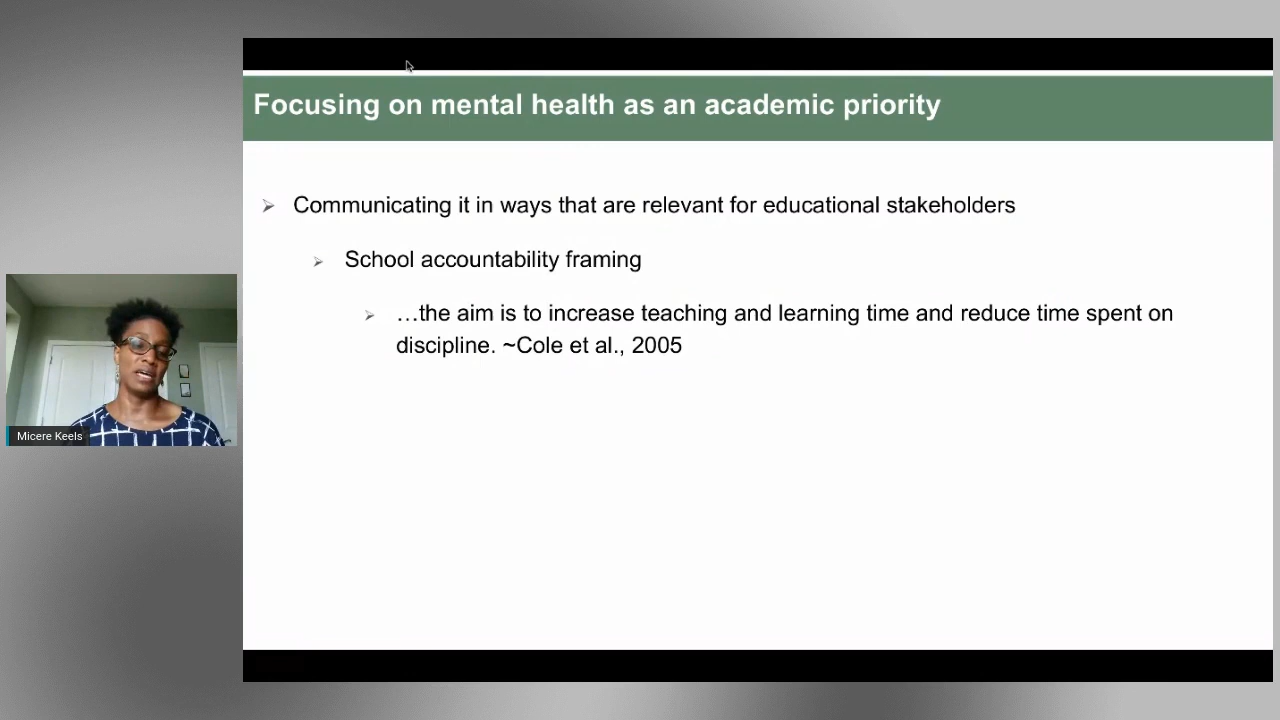 Focusing on mental health as an academic priority
Communicating it in ways that are relevant for educational stakeholders
School accountability framing
…the aim is to increase teaching and learning time and reduce time spent on
discipline. ~Cole et al., 2005
Micere Keels